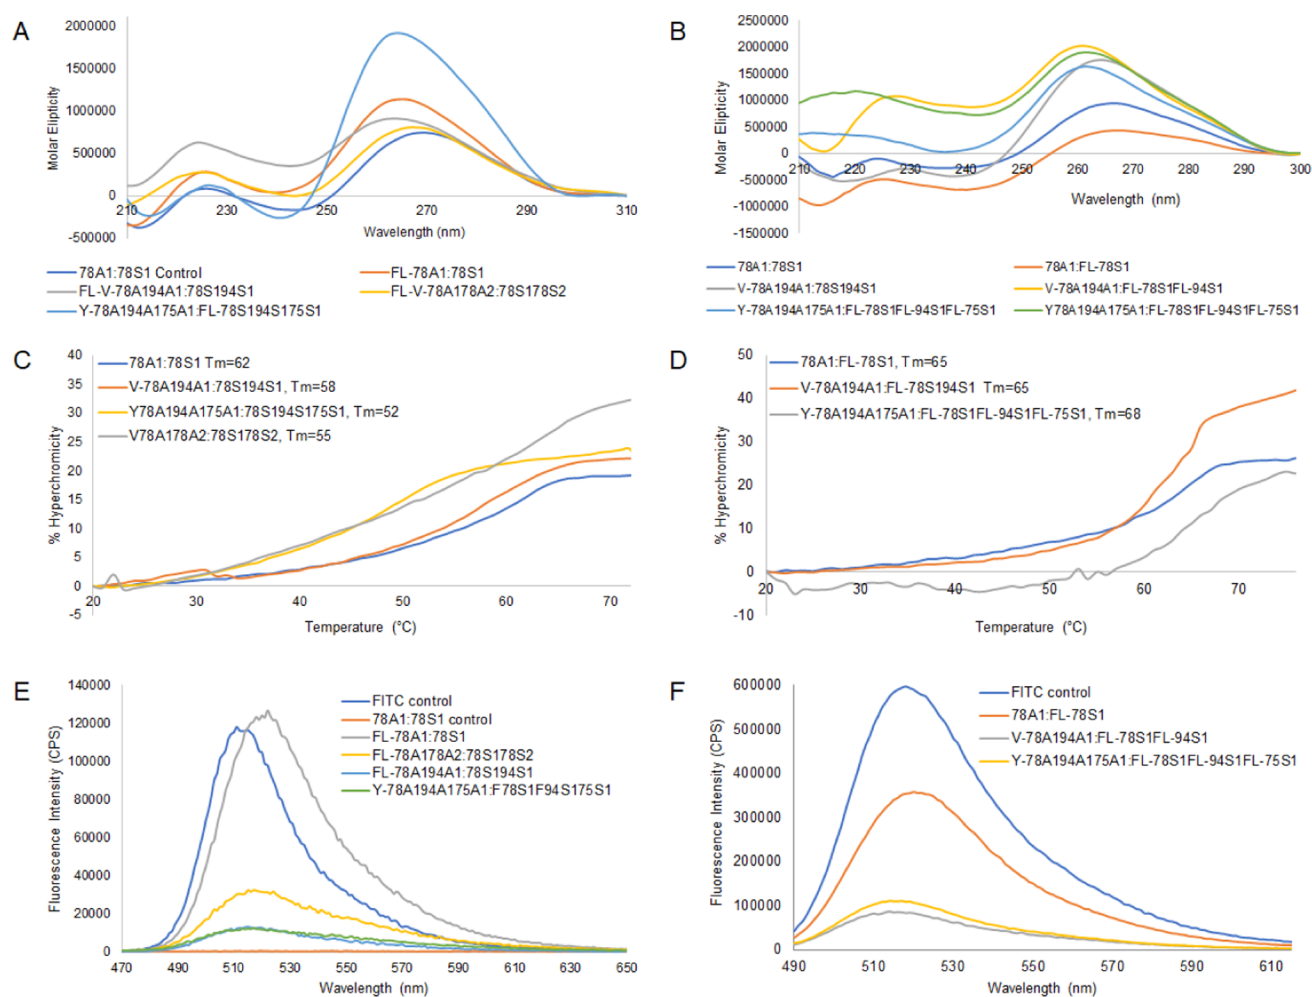 A
2000000
1500000
1000000
500000
0
-500000
Molar Elipticity
210 230 250 270 290 310
Wavelength (nm)
78A1:78S1 Control
FL-78A1:78S1
FL-V-78A194A1:78S194S1
FL-V-78A178A2:78S178S2
Y-78A194A175A1:FL-78S194S175S1
B
2500000
2000000
1500000
1000000
500000
0
-500000
-1000000
-1500000
Molar Elipticity
210 220 230 240 250 260 270 280 290 300
Wavelength (nm)
78A1:78S1
78A1:FL-78S1
V-78A194A1:78S194S1
V-78A194A1:FL-78S1FL-94S1
Y-78A194A175A1:FL-78S1FL-94S1FL-75S1
Y78A194A175A1:FL-78S1FL-94S1FL-75S1
C
40
35
30
25
20
15
10
5
0
-5
% Hyperchromicity
20 30 40 50 60 70
Temperature (°C)
78A1:78S1 Tm=62
V-78A194A1:78S194S1, Tm=58
Y78A194A175A1:78S194S175S1, Tm=52
V78A178A2:78S178S2, Tm=55
D
50
40
30
20
10
0
-10
% Hyperchromicity
20 30 40 50 60 70
Temperature (°C)
78A1:FL-78S1, Tm=65
V-78A194A1:FL-78S194S1 Tm=65
Y-78A194A175A1:FL-78S1FL-94S1FL-75S1, Tm=68
E
140000
120000
100000
80000
60000
40000
20000
0
Fluorescence Intensity (CPS)
470 490 510 530 550 570 590 610 630 650
Wavelength (nm)
FITC control
78A1:78S1 control
FL-78A1:78S1
FL-78A178A2:78S178S2
FL-78A194A1:78S194S1
Y-78A194A175A1:F78S1F94S175S1
F
600000
500000
400000
300000
200000
100000
0
Fluorescence Intensity (CPS)
490 510 530 550 570 590 610
Wavelength (nm)
FITC control
78A1:FL-78S1
V-78A194A1:FL-78S1FL-94S1
Y-78A194A175A1:FL-78S1FL-94S1FL-75S1